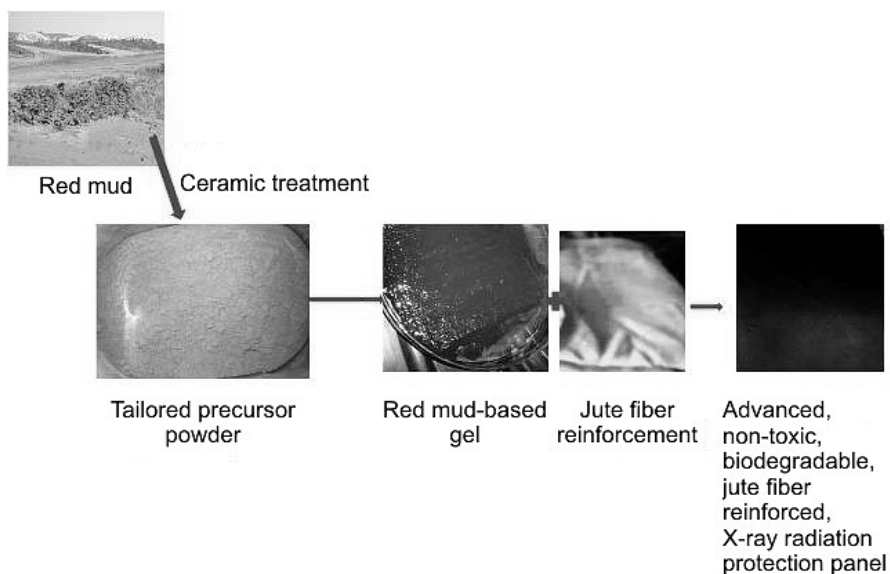 Red mud
Ceramic treatment
Tailored precursor
powder
Red mud-based
gel
Jute fiber
reinforcement
Advanced,
non-toxic,
biodegradable,
jute fiber
reinforced,
X-ray radiation
protection panel